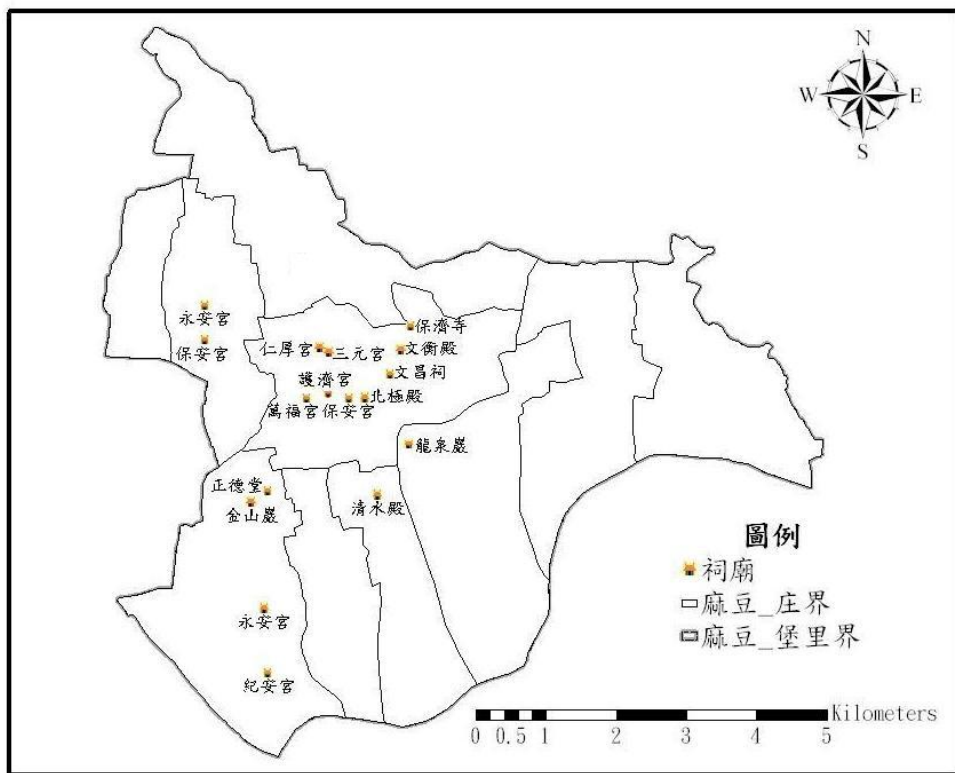 N
W E
S
永安宮
保安宮
保濟寺
仁厚宮
三元宮
文衡殿
文昌祠
護濟宮
萬福宮
保安宮
北極殿
龍泉巖
正德堂
金山巖
清水殿
永安宮
紀安宮
圖例
祠廟
麻豆_庄界
麻豆_堡里界
Kilometers
0 0.5 1 2 3 4 5